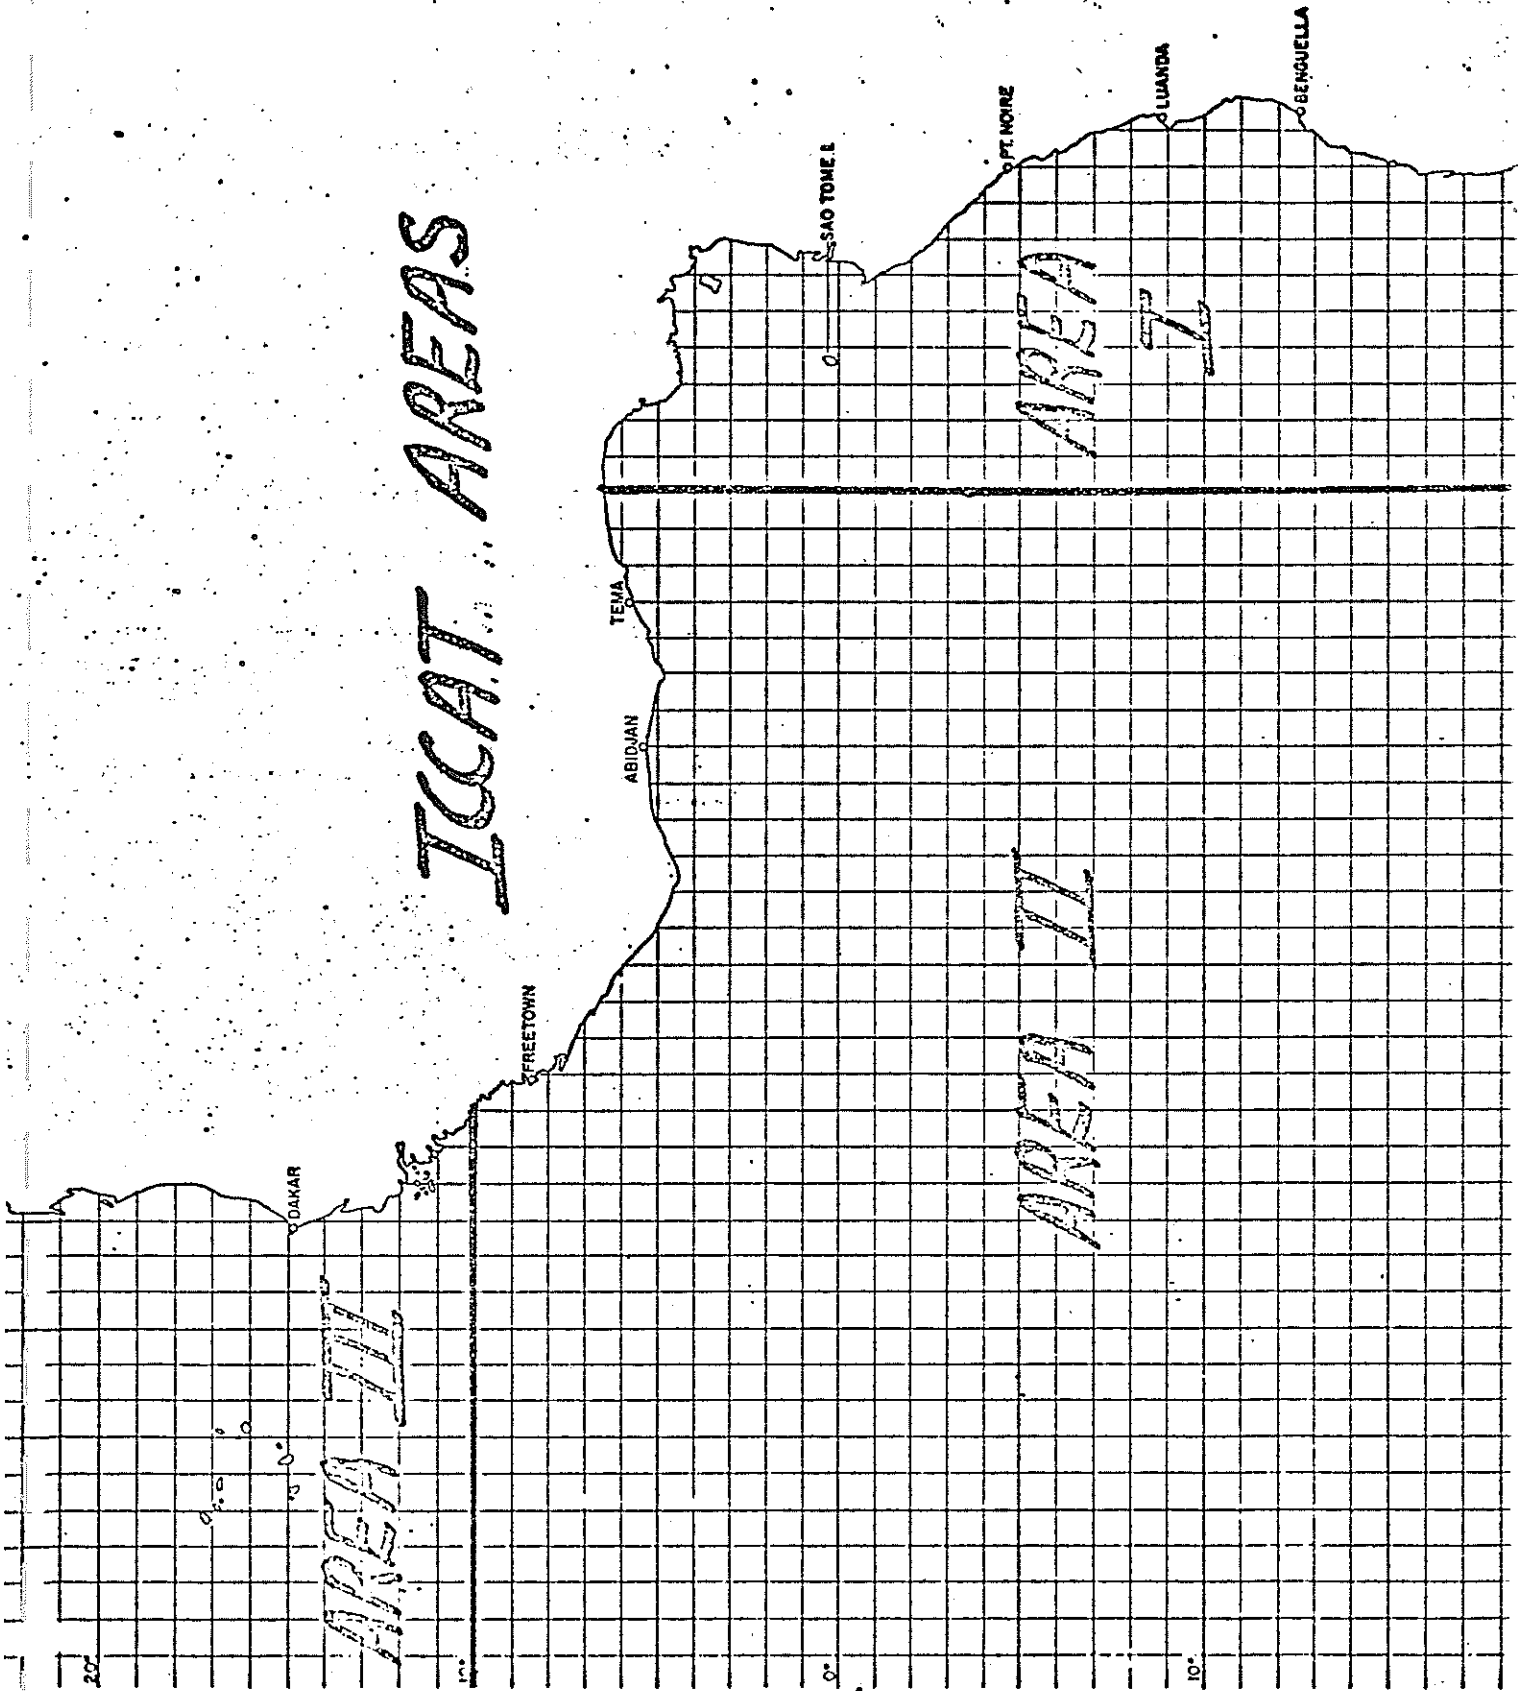 ICCAT AREAS
DAKAR
FREETOWN
ABIDJAN
TEMA
SAO TOME.I.
PT. NOIRE
LUANDA
BENGUELLA
AREA III
AREA II
AREA
I
20°
10°
0°
10°